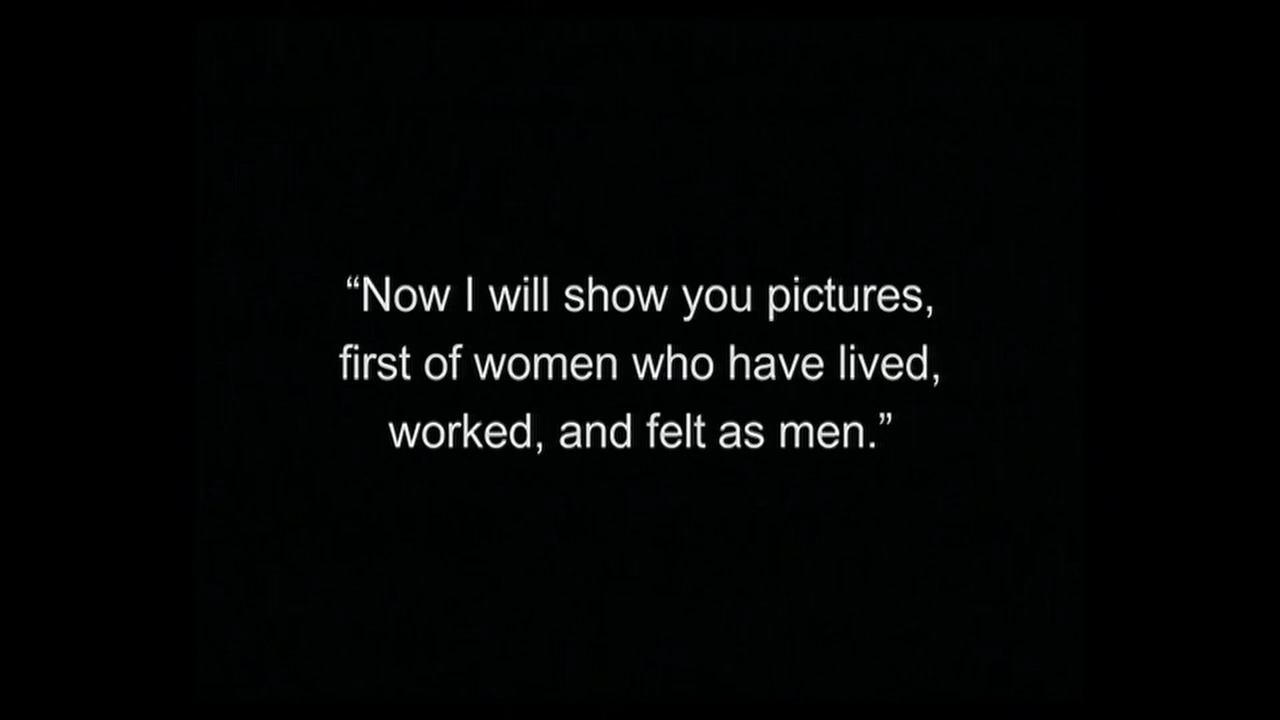 “Now I will show you pictures,
first of women who have lived,
worked, and felt as men.”